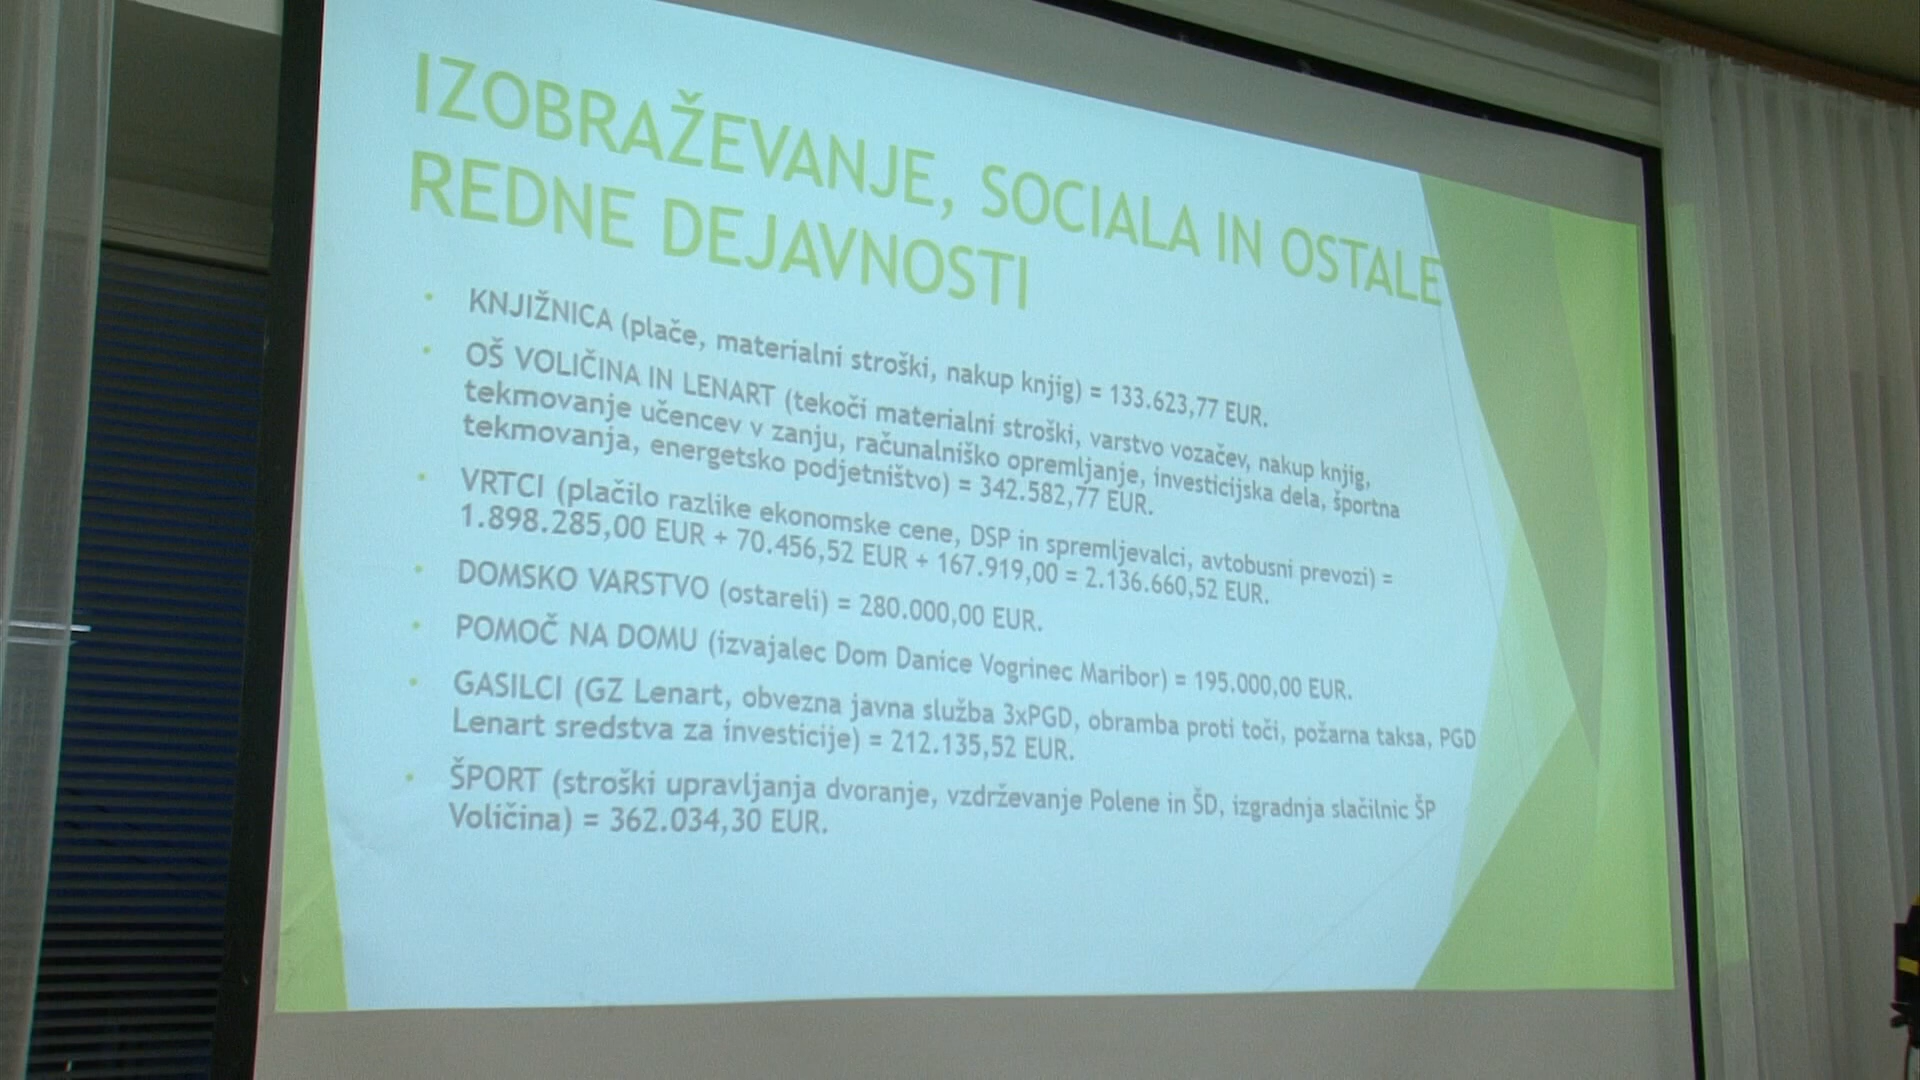 IZOBRAŽEVANJE, SOCIALA IN OSTALE
REDNE DEJAVNOSTI
• KNJIŽNICA (plače, materialni stroški, nakup knjig) = 133.623,77 EUR.
• OŠ VOLIČINA IN LENART (tekoči materialni stroški, varstvo vozačev, nakup knjig,
tekmovanje učencev v zanju, računalniško opremljanje, investicijska dela, športna
tekmovanja, energetsko podjetništvo) = 342.582,77 EUR.
• VRTCI (plačilo razlike ekonomske cene, DSP in spremljevalci, avtobusni prevozi) =
1.898.285,00 EUR + 70.456,52 EUR + 167.919,00 = 2.136.660,52 EUR.
• DOMSKO VARSTVO (ostareli) = 280.000,00 EUR.
• POMOČ NA DOMU (izvajalec Dom Danice Vogrinec Maribor) = 195.000,00 EUR.
• GASILCI (GZ Lenart, obvezna javna služba 3xPGD, obramba proti toči, požarna taksa, PGD
Lenart sredstva za investicije) = 212.135,52 EUR.
• ŠPORT (stroški upravljanja dvoranje, vzdrževanje Polene in ŠD, izgradnja slačilnic ŠP
Voličina) = 362.034,30 EUR.